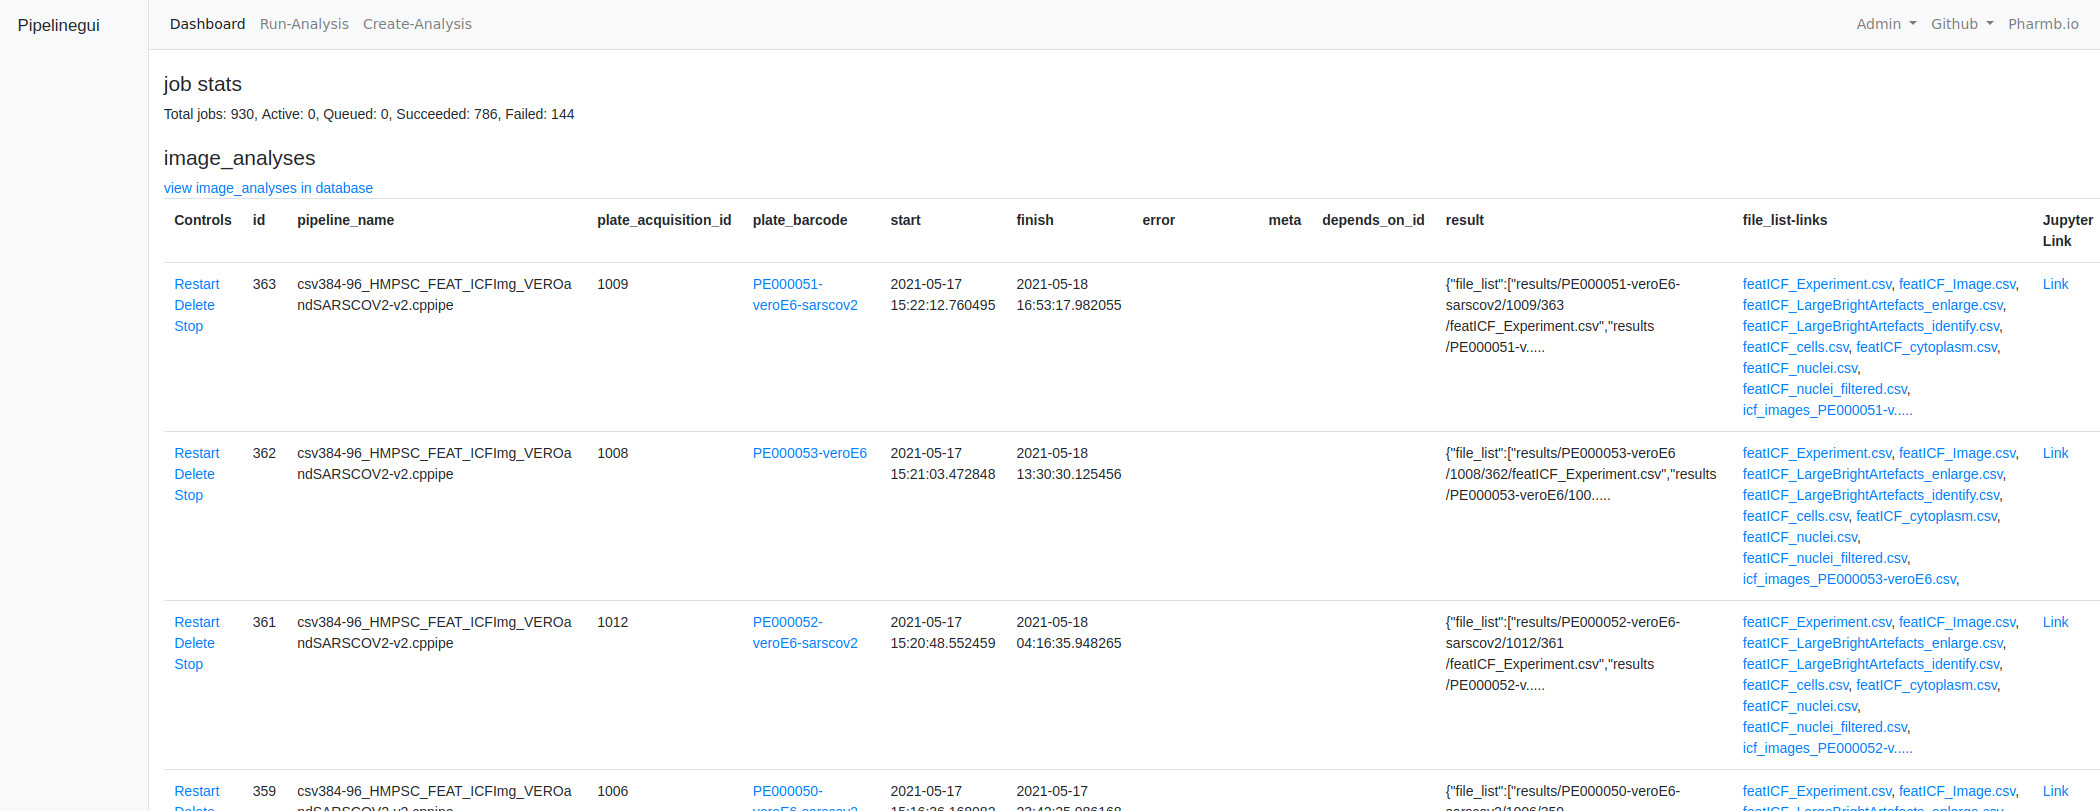 Pipelinegui
Dashboard Run-Analysis Create-Analysis Admin Github Pharmb.io
job stats
Total jobs: 930, Active: 0, Queued: 0, Succeeded: 786, Failed: 144
image_analyses
view image_analyses in database
Controls id pipeline_name plate_acquisition_id plate_barcode start finish error meta depends_on_id result file_list-links Jupyter
Link
Restart 363 csv384-96_HMPSC_FEAT_ICFImg_VEROa 1009 PE000051- 2021-05-17 2021-05-18 {"file_list":["results/PE000051-veroE6- featICF_Experiment.csv, featICF_Image.csv, Link
Delete ndSARSCOV2-v2.cppipe veroE6-sarscov2 15:22:12.760495 16:53:17.982055 sarscov2/1009/363 featICF_LargeBrightArtefacts_enlarge.csv,
Stop /featICF_Experiment.csv","results featICF_LargeBrightArtefacts_identify.csv,
/PE000051-v..... featICF_cells.csv, featICF_cytoplasm.csv,
featICF_nuclei.csv,
featICF_nuclei_filtered.csv,
icf_images_PE000051-v.....
Restart 362 csv384-96_HMPSC_FEAT_ICFImg_VEROa 1008 PE000053-veroE6 2021-05-17 2021-05-18 {"file_list":["results/PE000053-veroE6 featICF_Experiment.csv, featICF_Image.csv, Link
Delete ndSARSCOV2-v2.cppipe 15:21:03.472848 13:30:30.125456 /1008/362/featICF_Experiment.csv","results featICF_LargeBrightArtefacts_enlarge.csv,
Stop /PE000053-veroE6/100..... featICF_LargeBrightArtefacts_identify.csv,
featICF_cells.csv, featICF_cytoplasm.csv,
featICF_nuclei.csv,
featICF_nuclei_filtered.csv,
icf_images_PE000053-veroE6.csv,
Restart 361 csv384-96_HMPSC_FEAT_ICFImg_VEROa 1012 PE000052- 2021-05-17 2021-05-18 {"file_list":["results/PE000052-veroE6- featICF_Experiment.csv, featICF_Image.csv, Link
Delete ndSARSCOV2-v2.cppipe veroE6-sarscov2 15:20:48.552459 04:16:35.948265 sarscov2/1012/361 featICF_LargeBrightArtefacts_enlarge.csv,
Stop /featICF_Experiment.csv","results featICF_LargeBrightArtefacts_identify.csv,
/PE000052-v..... featICF_cells.csv, featICF_cytoplasm.csv,
featICF_nuclei.csv,
featICF_nuclei_filtered.csv,
icf_images_PE000052-v.....
Restart 359 csv384-96_HMPSC_FEAT_ICFImg_VEROa 1006 PE000050- 2021-05-17 2021-05-17 {"file_list":["results/PE000050-veroE6- featICF_Experiment.csv, featICF_Image.csv, Link